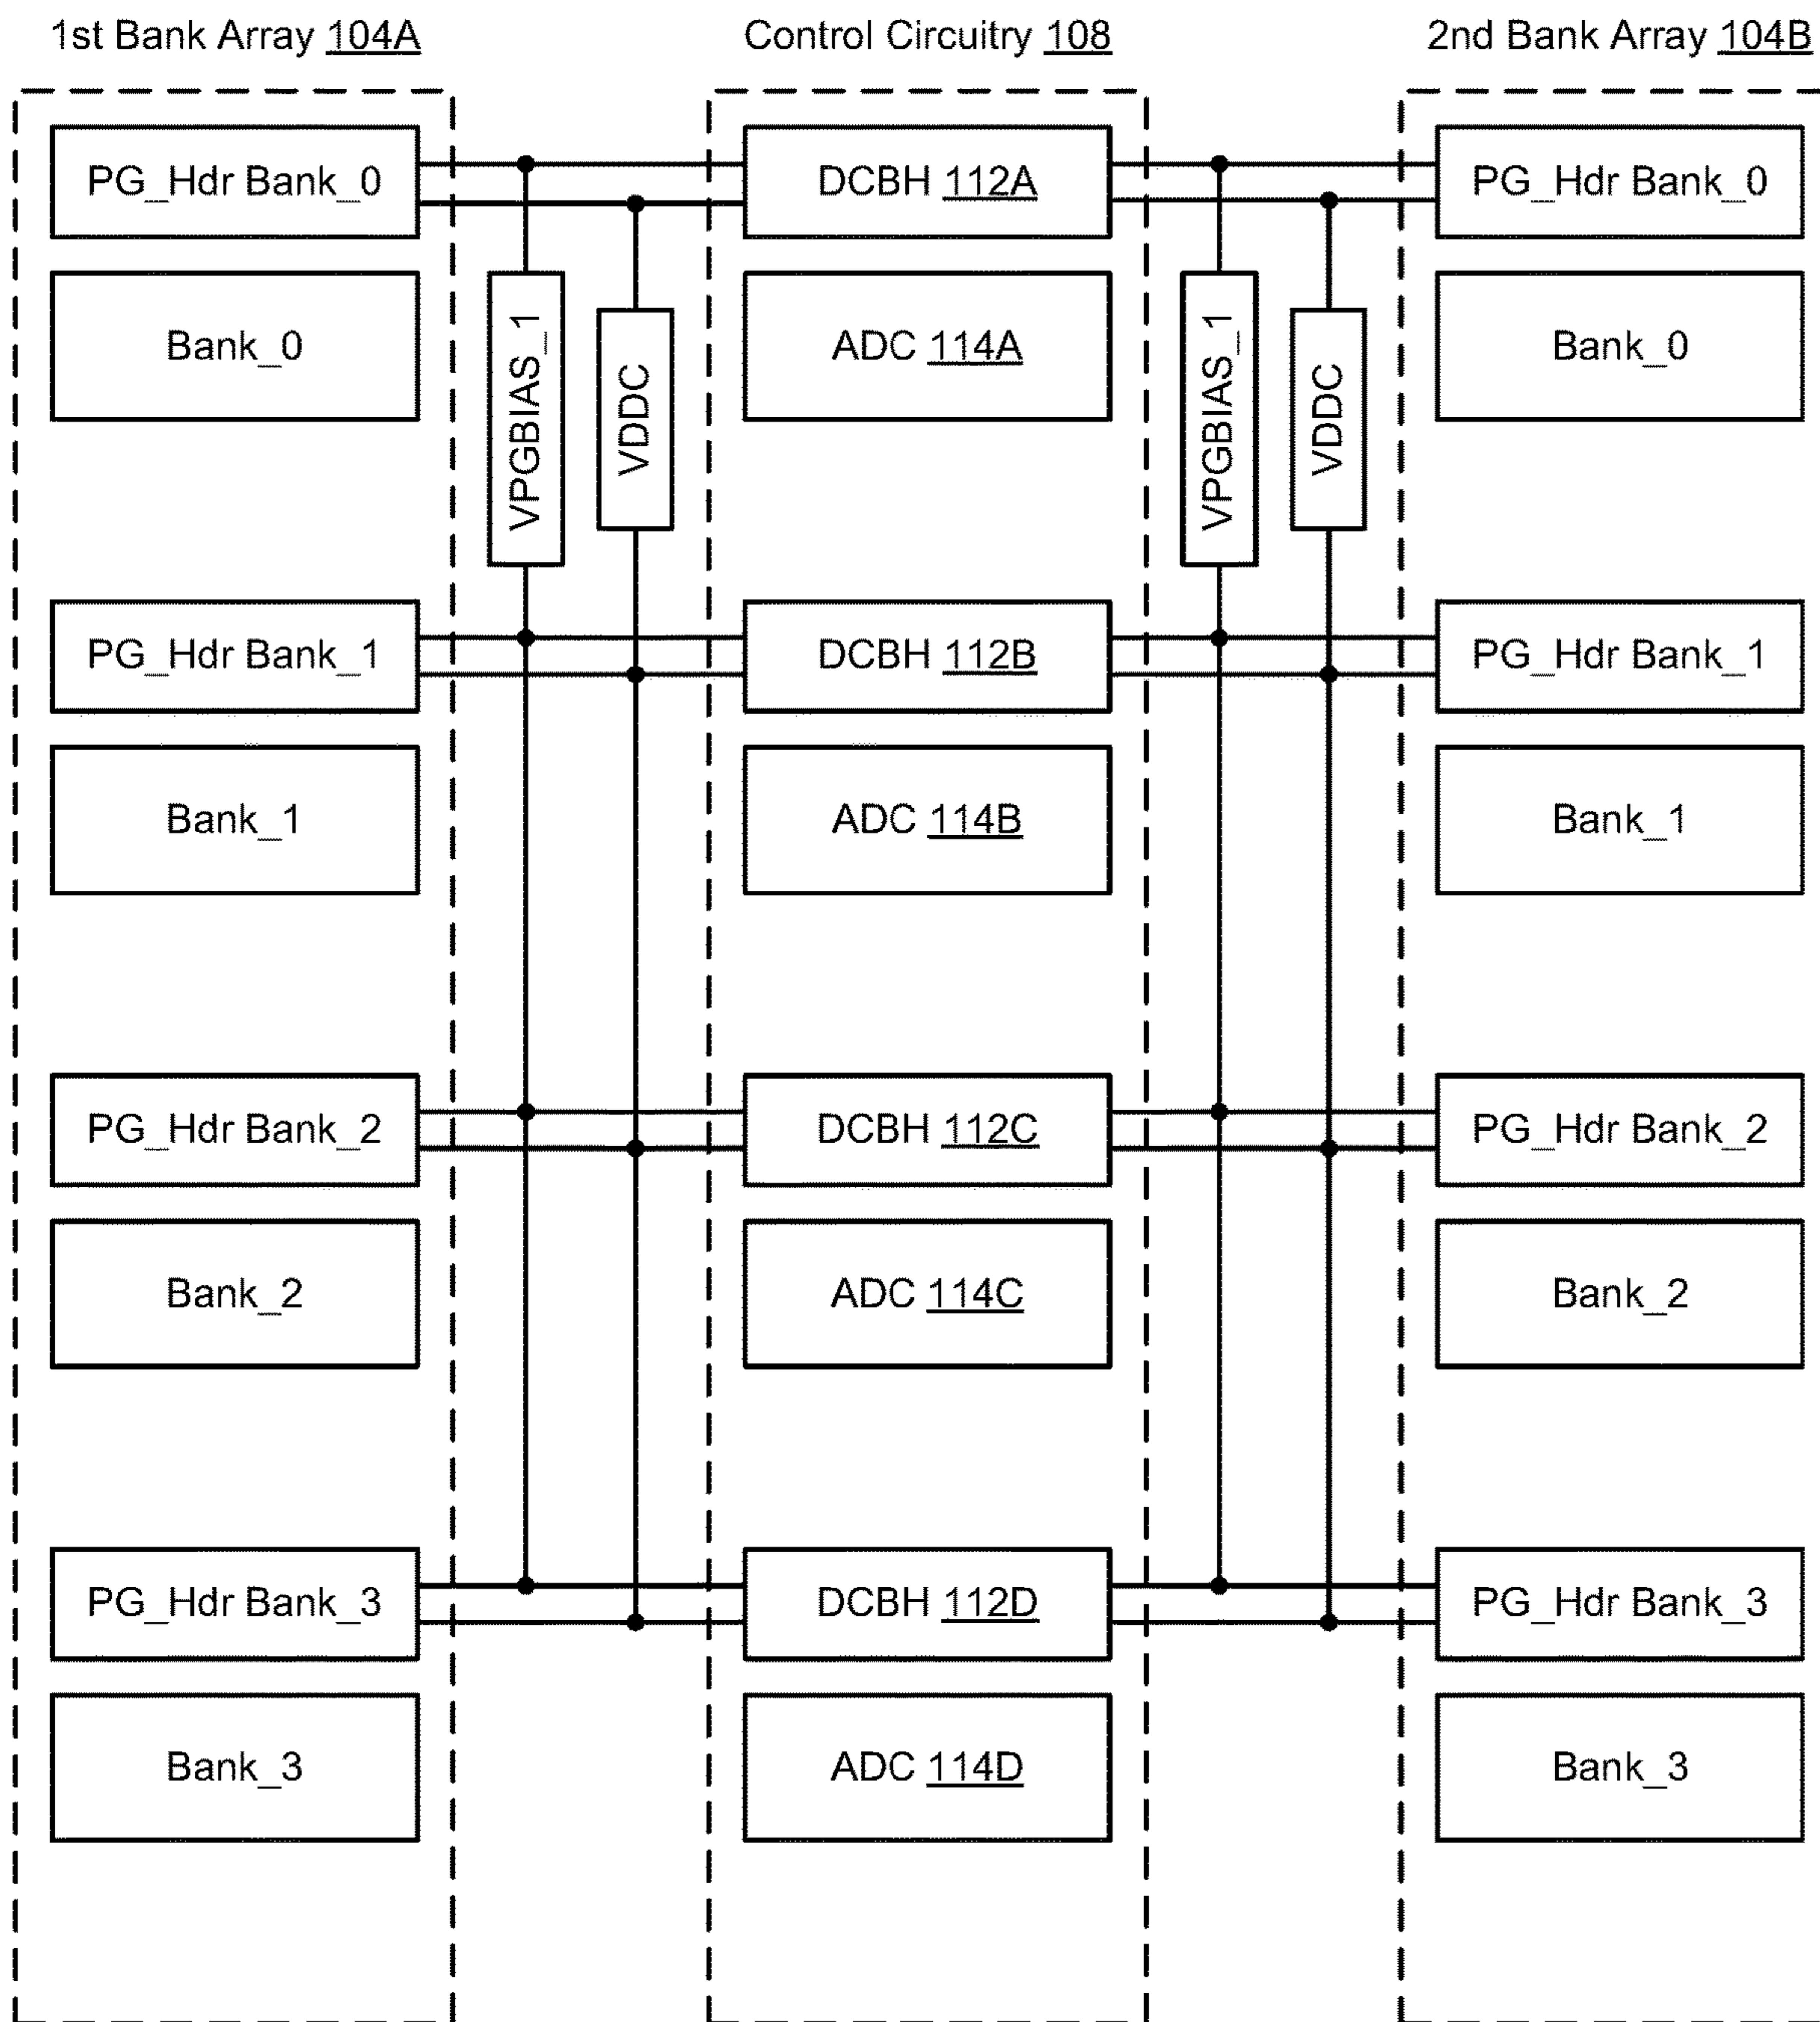 1st Bank Array 104A
Control Circuitry 108
2nd Bank Array 104B
PG_Hdr Bank_0
DCBH 112A
PG_Hdr Bank_0
Bank_0
VPGBIAS_1
VDDC
ADC 114A
VPGBIAS_1
VDDC
Bank_0
PG_Hdr Bank_1
DCBH 112B
PG_Hdr Bank_1
Bank_1
ADC 114B
Bank_1
PG_Hdr Bank_2
DCBH 112C
PG_Hdr Bank_2
Bank_2
ADC 114C
Bank_2
PG_Hdr Bank_3
DCBH 112D
PG_Hdr Bank_3
Bank_3
ADC 114D
Bank_3